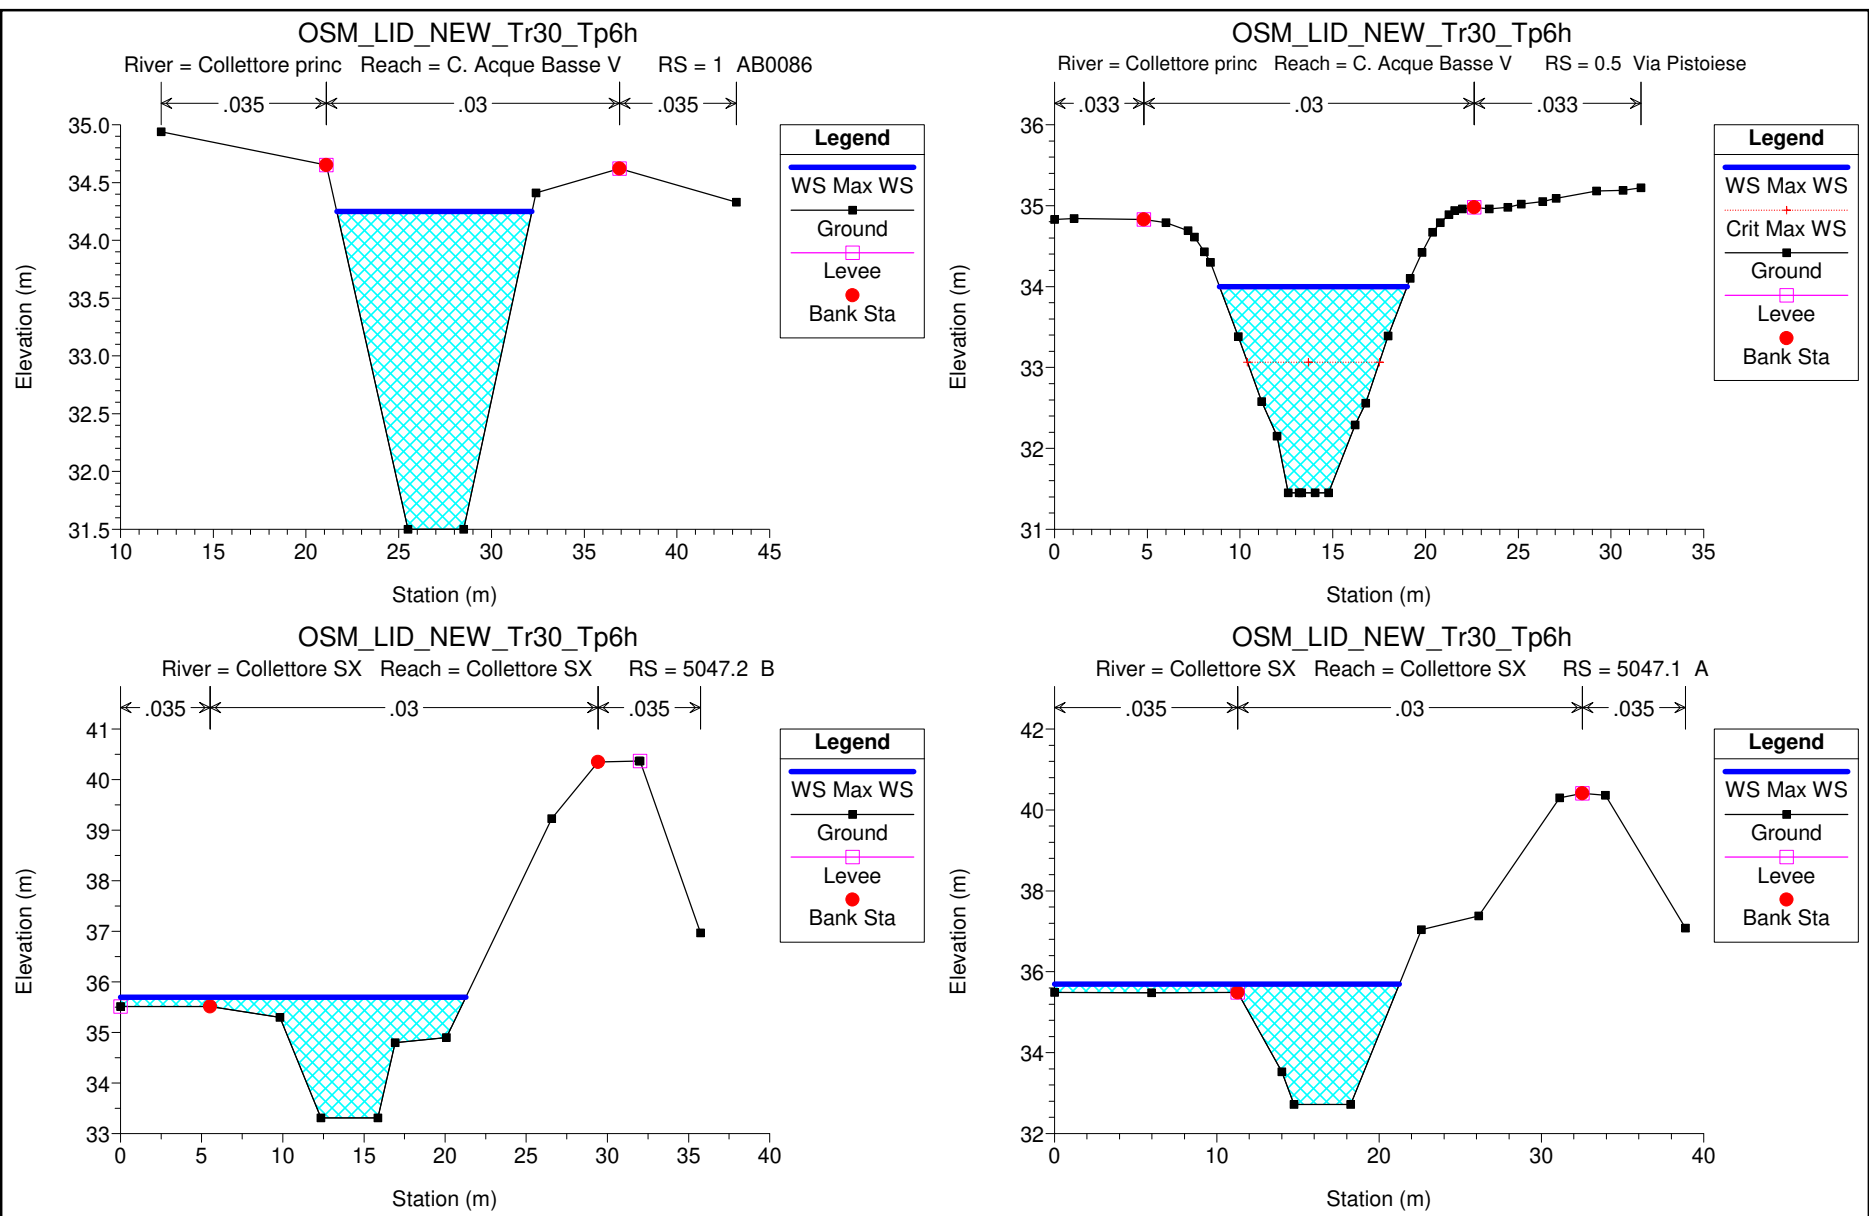 OSM_LID_NEW_Tr30_Tp6h
River = Collettore princ Reach = C. Acque Basse V RS = 1 AB0086
.035 .03 .035
35.0
34.5
34.0
33.5
33.0
32.5
32.0
31.5
Elevation (m)
10 15 20 25 30 35 40 45
Station (m)
Legend
WS Max WS
Ground
Levee
Bank Sta
OSM_LID_NEW_Tr30_Tp6h
River = Collettore princ Reach = C. Acque Basse V RS = 0.5 Via Pistoiese
.033 .03 .033
36
35
34
33
32
31
Elevation (m)
0 5 10 15 20 25 30 35
Station (m)
Legend
WS Max WS
Crit Max WS
Ground
Levee
Bank Sta
OSM_LID_NEW_Tr30_Tp6h
River = Collettore SX Reach = Collettore SX RS = 5047.2 B
.035 .03 .035
41
40
39
38
37
36
35
34
33
Elevation (m)
0 5 10 15 20 25 30 35 40
Station (m)
Legend
WS Max WS
Ground
Levee
Bank Sta
OSM_LID_NEW_Tr30_Tp6h
River = Collettore SX Reach = Collettore SX RS = 5047.1 A
.035 .03 .035
42
40
38
36
34
32
Elevation (m)
0 10 20 30 40
Station (m)
Legend
WS Max WS
Ground
Levee
Bank Sta